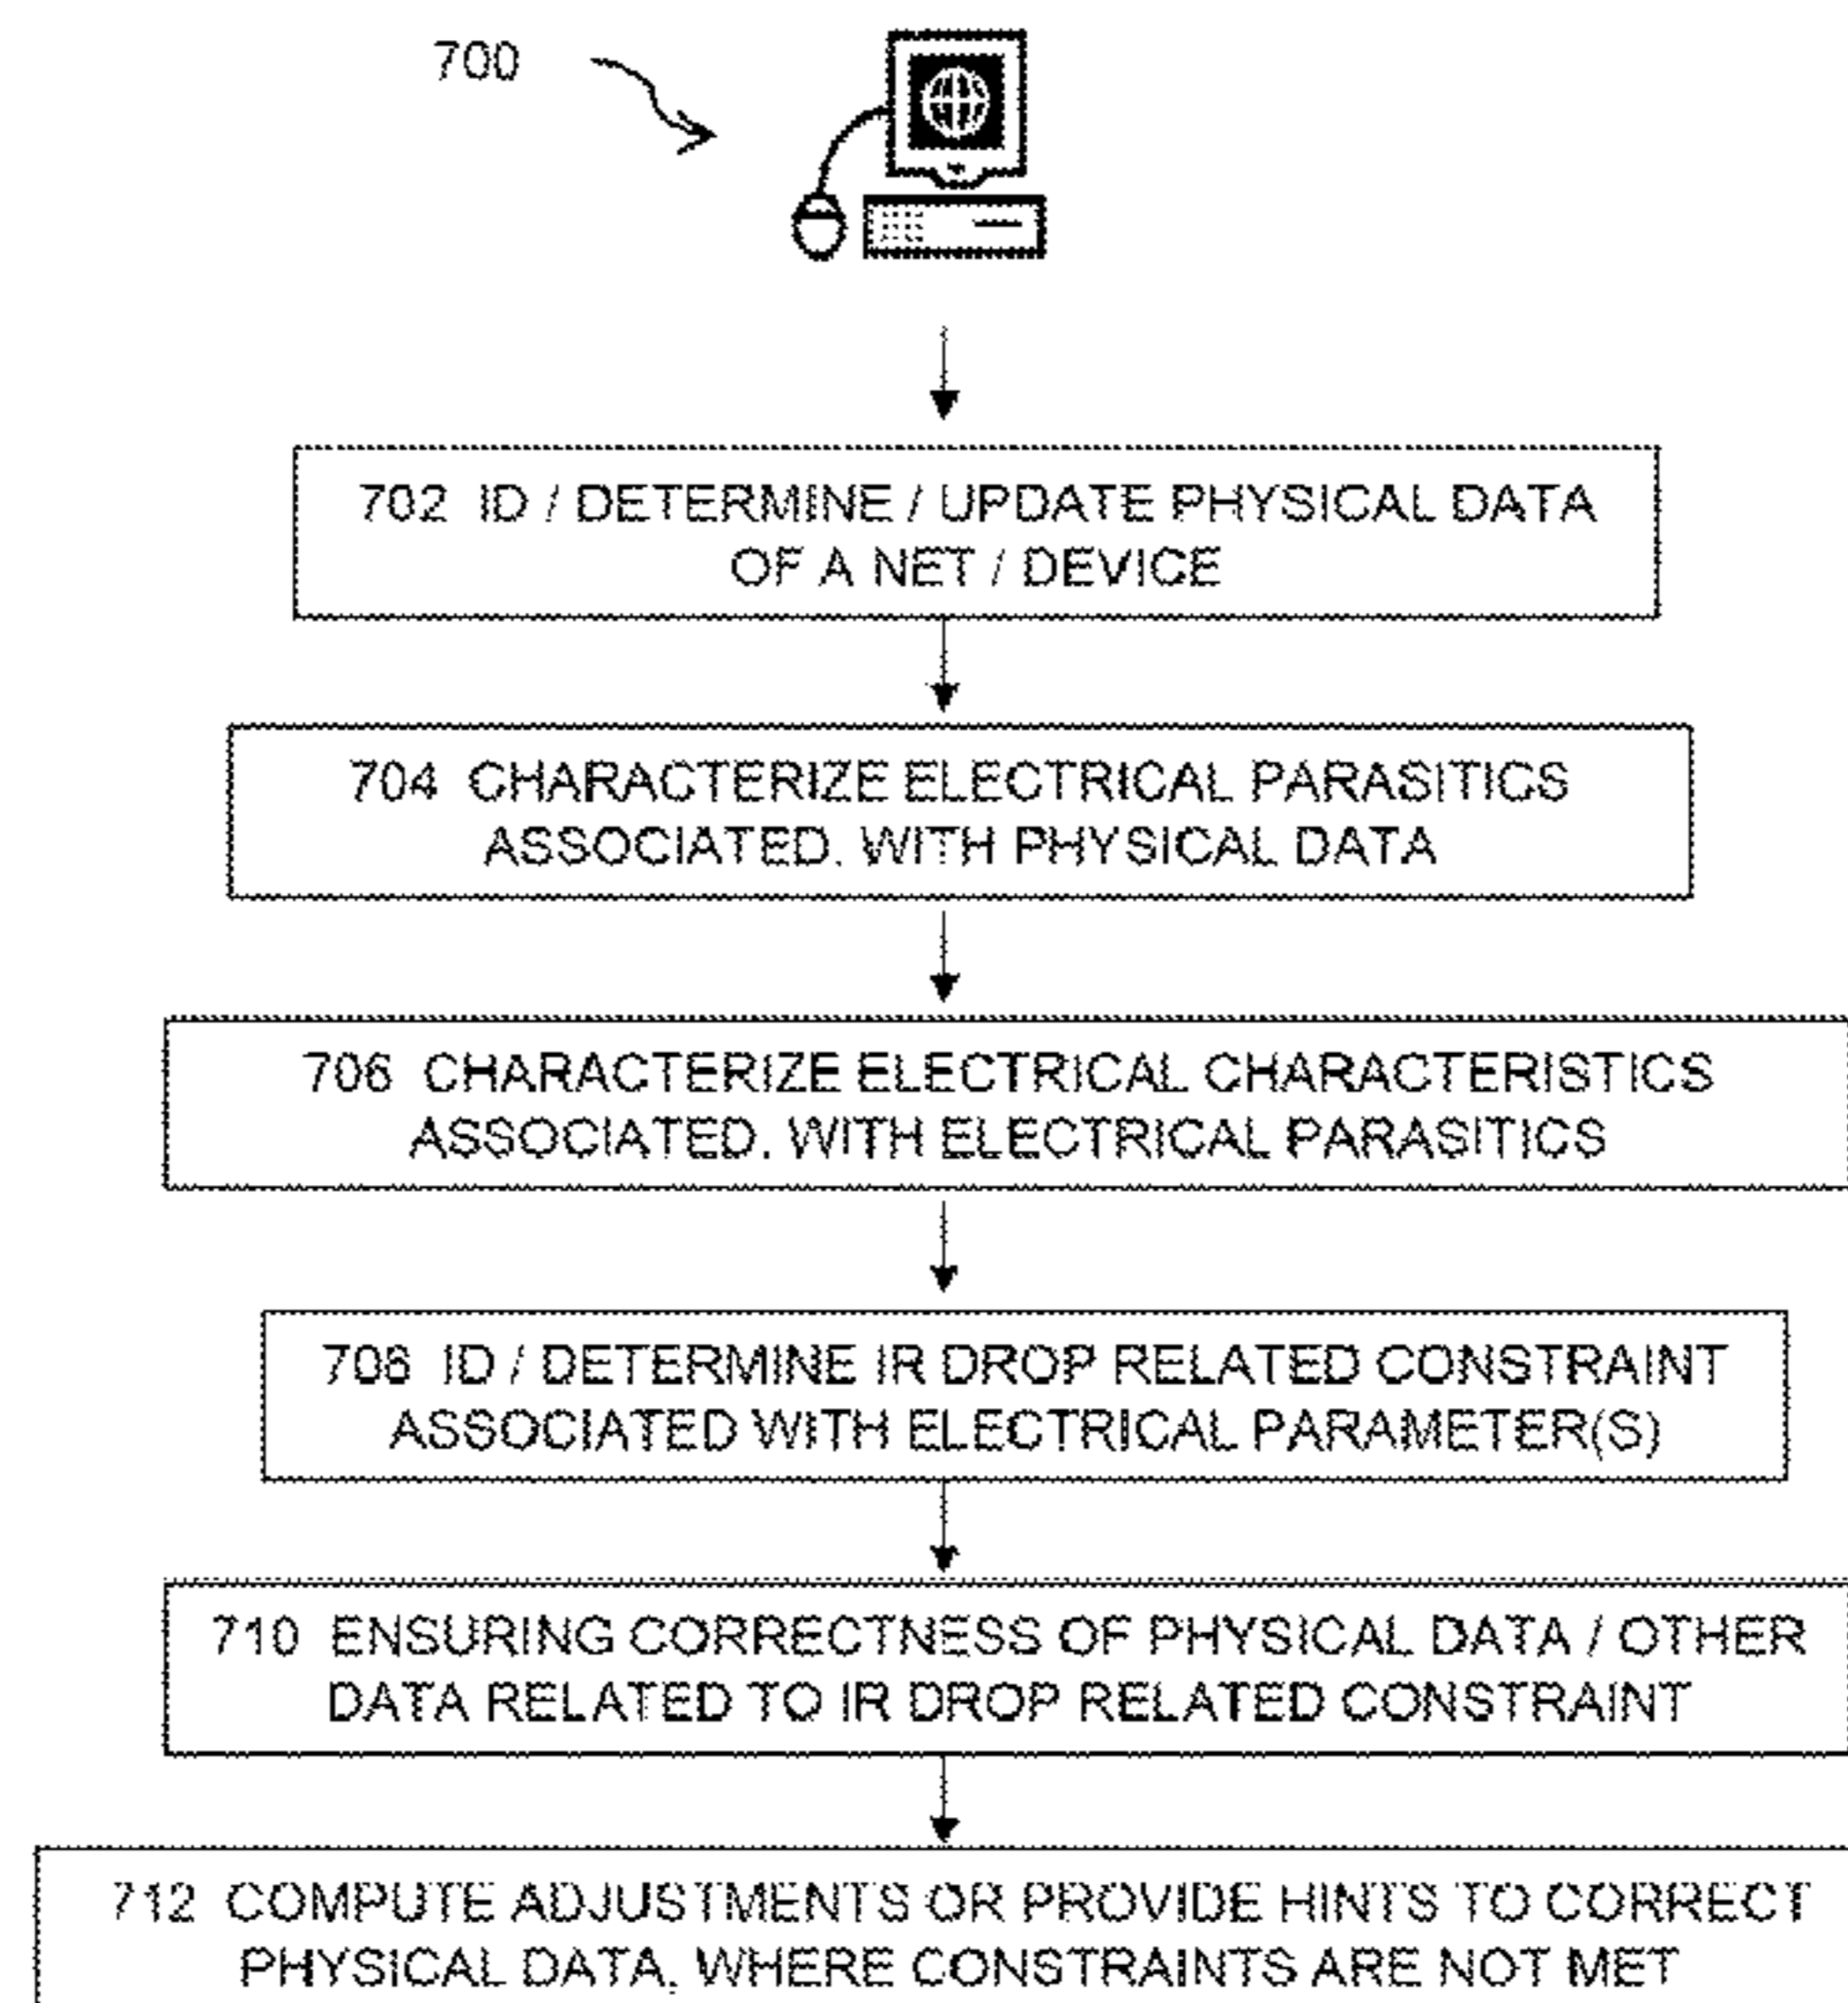 700
702 ID / DETERMINE / UPDATE PHYSICAL DATA
OF A NET / DEVICE
704 CHARACTERIZE ELECTRICAL PARASITICS
ASSOCIATED. WITH PHYSICAL DATA
706 CHARACTERIZE ELECTRICAL CHARACTERISTICS
ASSOCIATED. WITH ELECTRICAL PARASITICS
708 ID / DETERMINE IR DROP RELATED CONSTRAINT
ASSOCIATED WITH ELECTRICAL PARAMETER(S)
710 ENSURING CORRECTNESS OF PHYSICAL DATA / OTHER
DATA RELATED TO IR DROP RELATED CONSTRAINT
712 COMPUTE ADJUSTMENTS OR PROVIDE HINTS TO CORRECT
PHYSICAL DATA, WHERE CONSTRAINTS ARE NOT MET